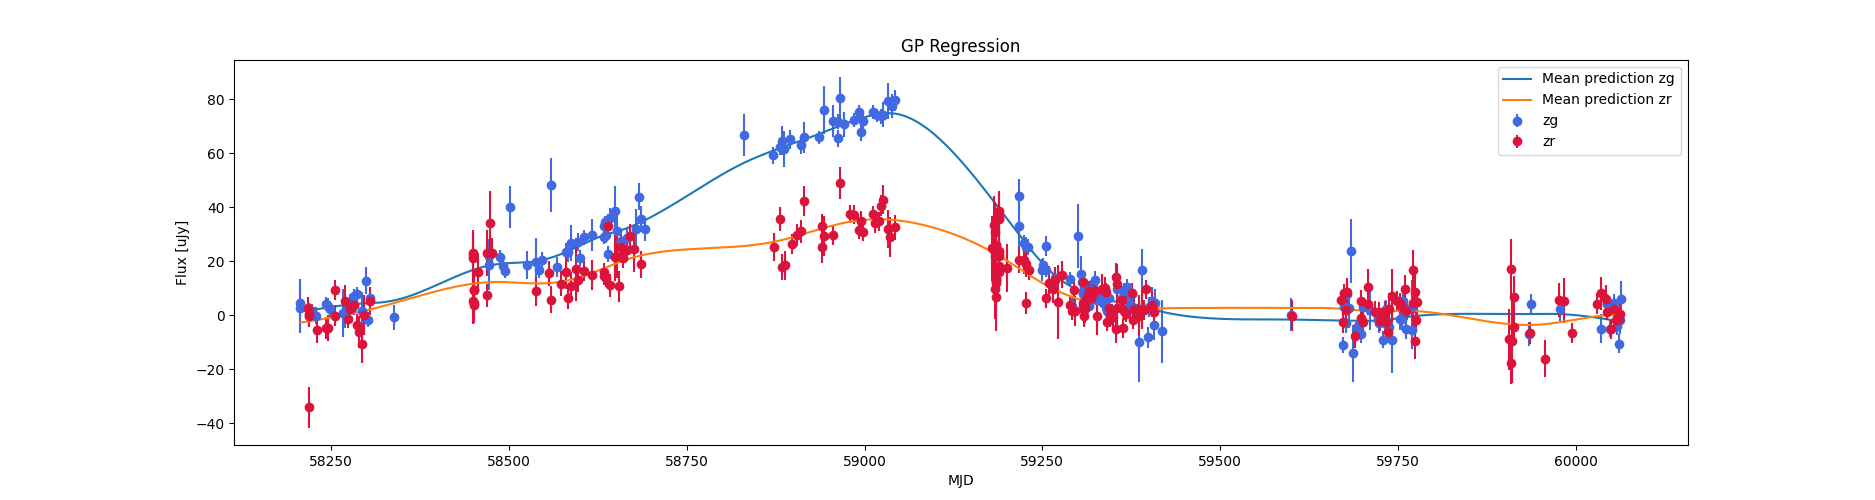 GP Regression
Mean prediction zg
Mean prediction zr
zg
zr
Flux [uJy]
80
60
40
20
0
−20
−40
58250 58500 58750 59000 59250 59500 59750 60000
MJD